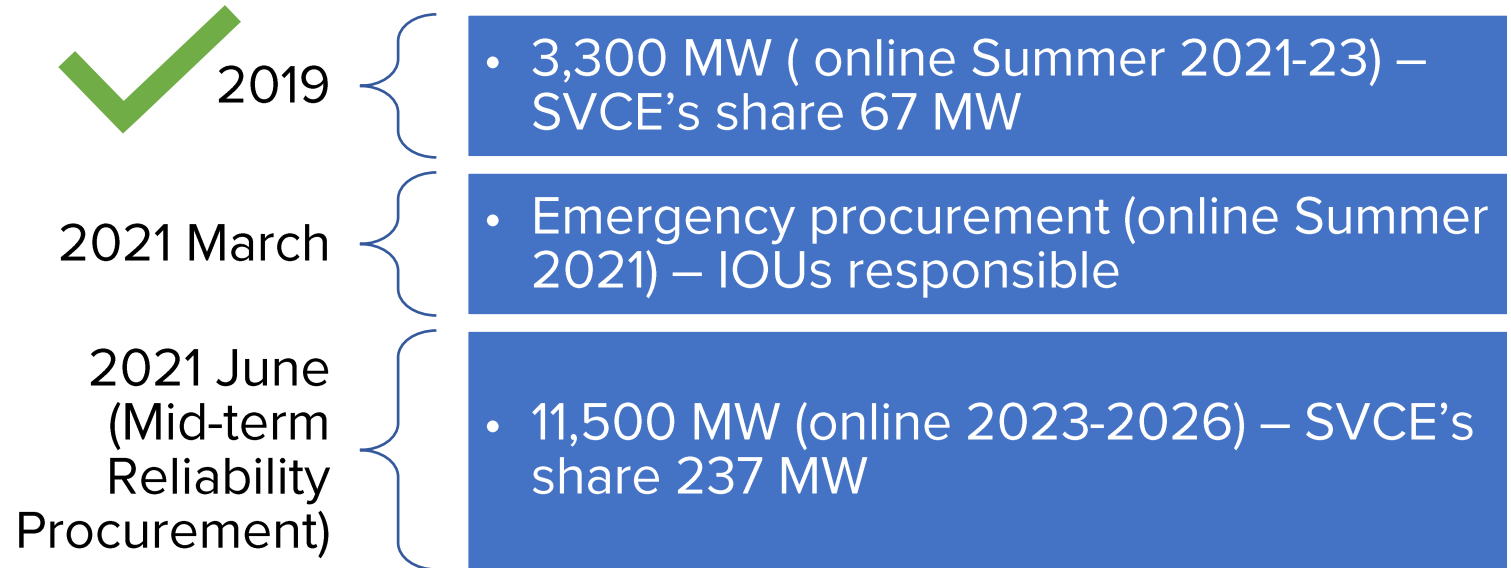 2019
• 3,300 MW ( online Summer 2021-23) –
SVCE’s share 67 MW
2021 March
• Emergency procurement (online Summer
2021) – IOUs responsible
2021 June
(Mid-term
Reliability
Procurement)
• 11,500 MW (online 2023-2026) – SVCE’s
share 237 MW